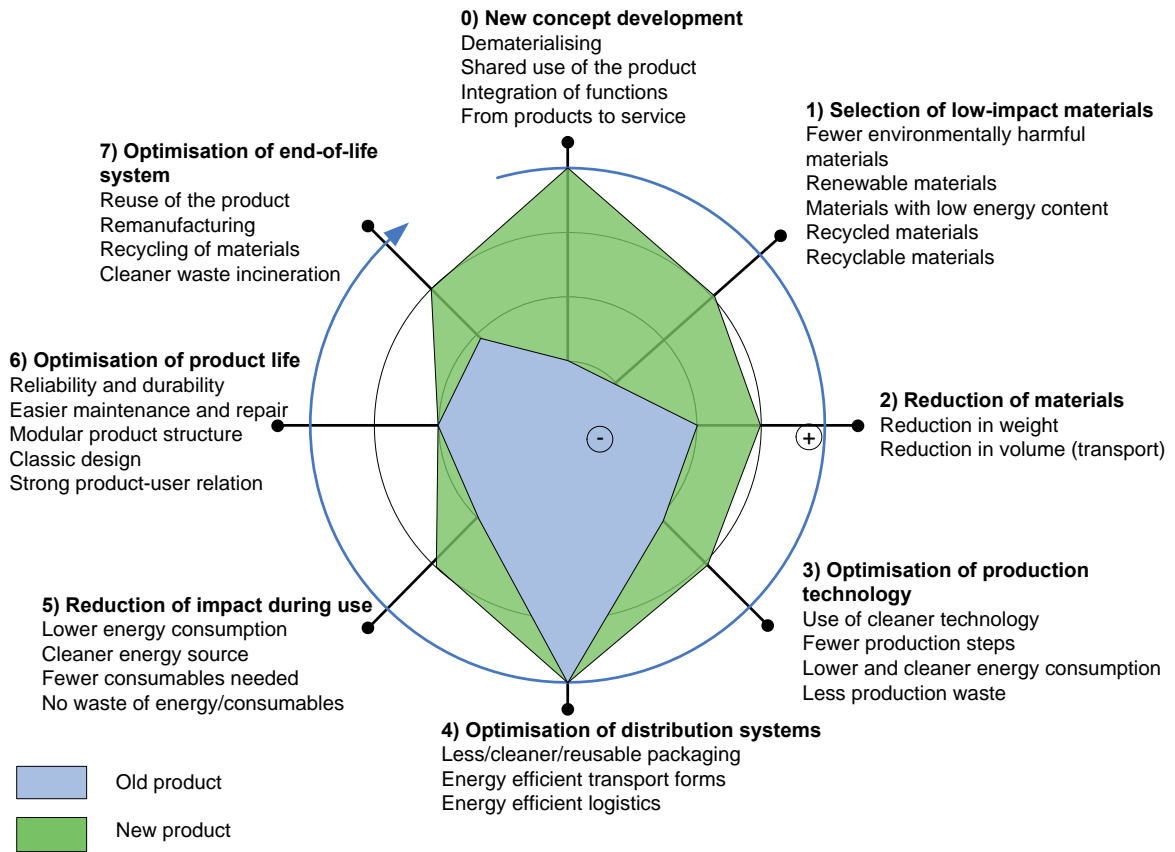 0) New concept development
Dematerialising
Shared use of the product
Integration of functions
From products to service
1) Selection of low-impact materials
Fewer environmentally harmful
materials
Renewable materials
Materials with low energy content
Recycled materials
Recyclable materials
2) Reduction of materials
Reduction in weight
Reduction in volume (transport)
3) Optimisation of production
technology
Use of cleaner technology
Fewer production steps
Lower and cleaner energy consumption
Less production waste
4) Optimisation of distribution systems
Less/cleaner/reusable packaging
Energy efficient transport forms
Energy efficient logistics
5) Reduction of impact during use
Lower energy consumption
Cleaner energy source
Fewer consumables needed
No waste of energy/consumables
6) Optimisation of product life
Reliability and durability
Easier maintenance and repair
Modular product structure
Classic design
Strong product-user relation
7) Optimisation of end-of-life
system
Reuse of the product
Remanufacturing
Recycling of materials
Cleaner waste incineration
-
+
Old product
New product